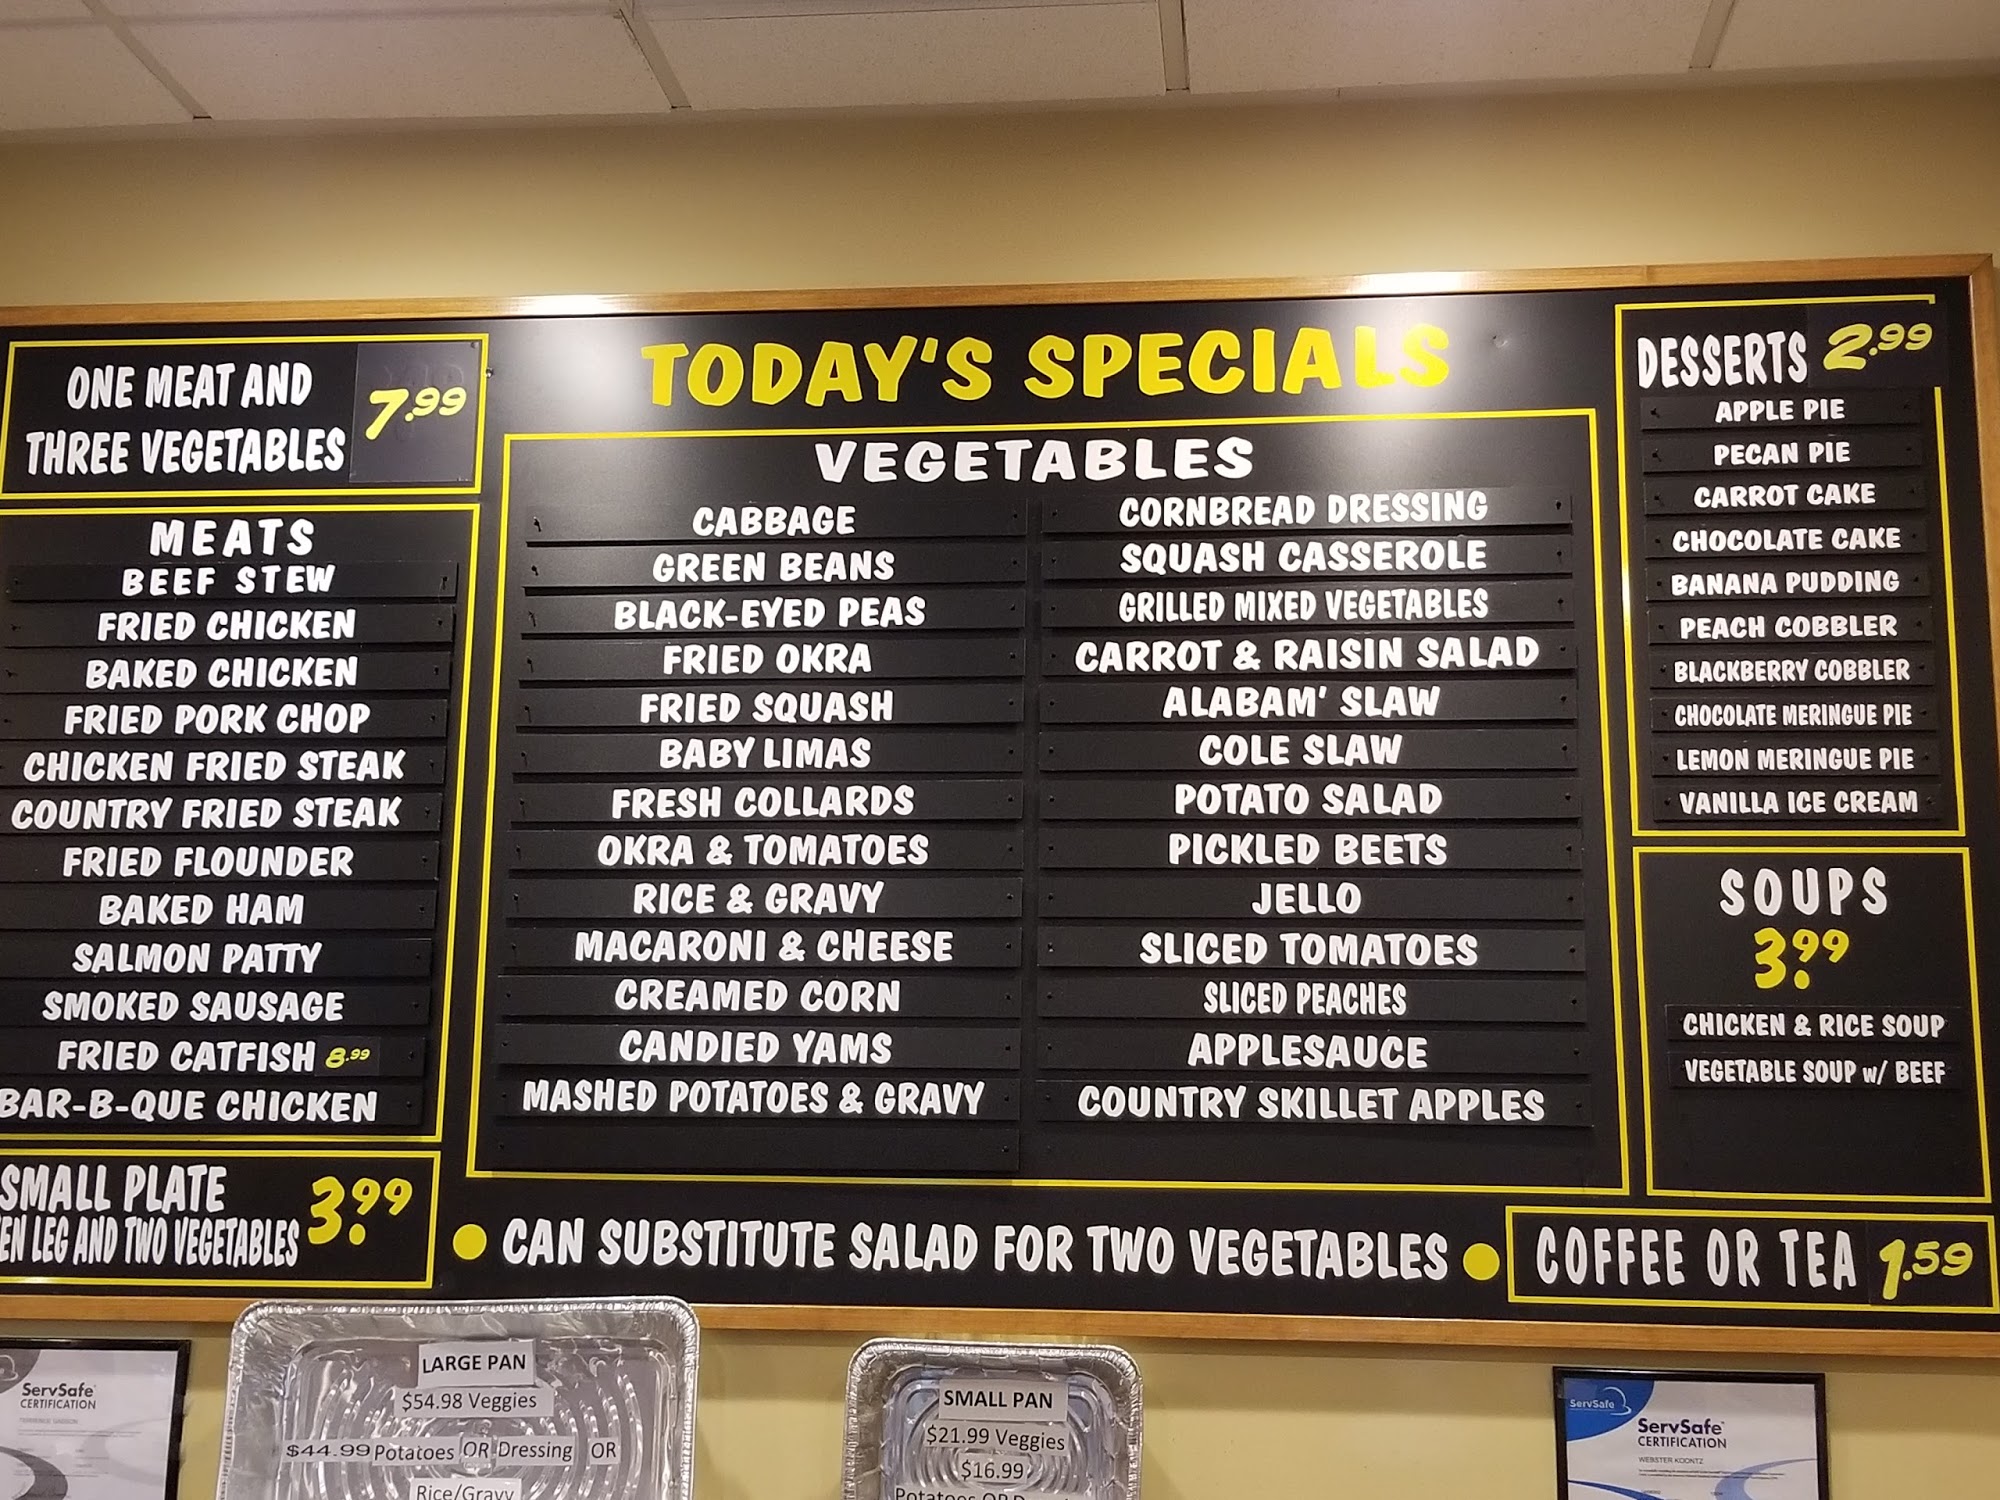 TODAY'S SPECIALS
ONE MEAT AND
THREE VEGETABLES
7.99
MEATS
BEEF STEW
FRIED CHICKEN
BAKED CHICKEN
FRIED PORK CHOP
CHICKEN FRIED STEAK
COUNTRY FRIED STEAK
FRIED FLOUNDER
BAKED HAM
SALMON PATTY
SMOKED SAUSAGE
FRIED CATFISH 8.99
BAR-B-QUE CHICKEN
SMALL PLATE
EN LEG AND TWO VEGETABLES
3.99
VEGETABLES
CABBAGE
GREEN BEANS
BLACK-EYED PEAS
FRIED OKRA
FRIED SQUASH
BABY LIMAS
FRESH COLLARDS
OKRA & TOMATOES
RICE & GRAVY
MACARONI & CHEESE
CREAMED CORN
CANDIED YAMS
MASHED POTATOES & GRAVY
CORNBREAD DRESSING
SQUASH CASSEROLE
GRILLED MIXED VEGETABLES
CARROT & RAISIN SALAD
ALABAM' SLAW
COLE SLAW
POTATO SALAD
PICKLED BEETS
JELLO
SLICED TOMATOES
SLICED PEACHES
APPLESAUCE
COUNTRY SKILLET APPLES
CAN SUBSTITUTE SALAD FOR TWO VEGETABLES
DESSERTS 2.99
APPLE PIE
PECAN PIE
CARROT CAKE
CHOCOLATE CAKE
BANANA PUDDING
PEACH COBBLER
BLACKBERRY COBBLER
CHOCOLATE MERINGUE PIE
LEMON MERINGUE PIE
VANILLA ICE CREAM
SOUPS
3.99
CHICKEN & RICE SOUP
VEGETABLE SOUP w/ BEEF
COFFEE OR TEA 1.59
ServSafe
CERTIFICATION
LARGE PAN
$54.98 Veggies
$44.99 Potatoes OR Dressing OR
Rice/Gravy
SMALL PAN
$21.99 Veggies
$16.99
Potatoes OR
ServSafe
ServSafe
CERTIFICATION
WEBSTER KOONTZ